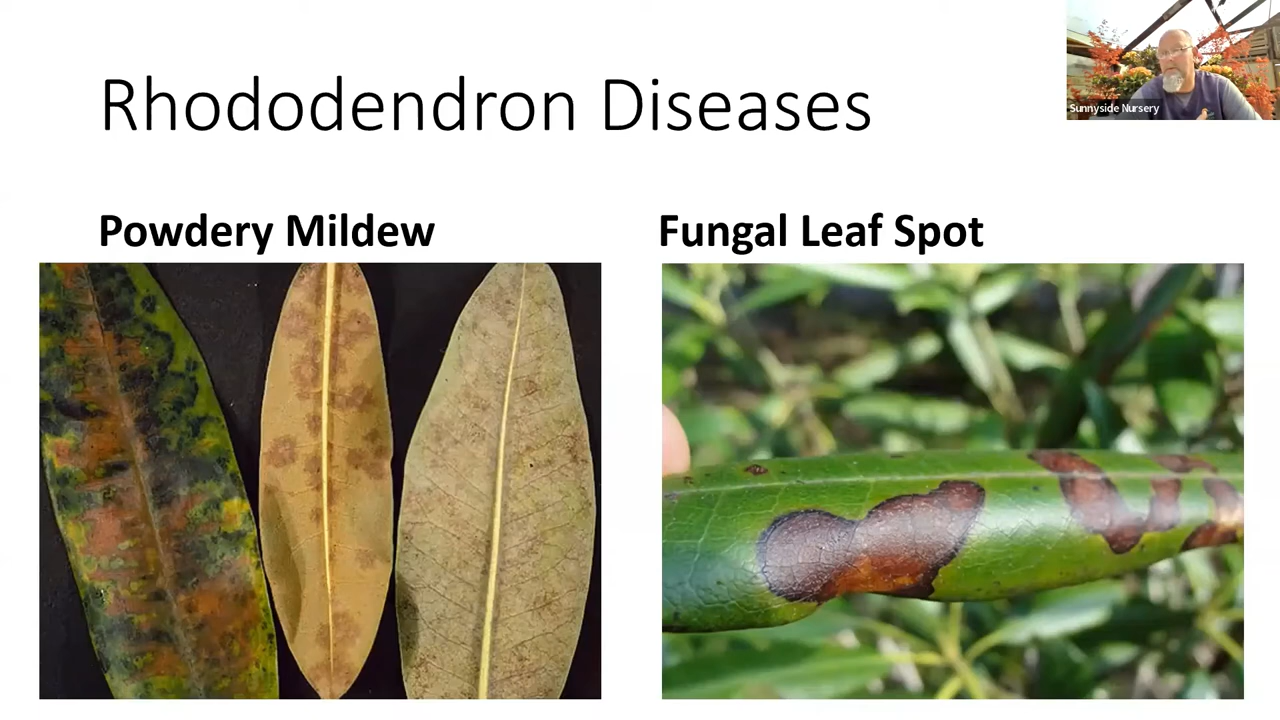 Rhododendron Diseases
Sunnyside Nursery
Powdery Mildew
Fungal Leaf Spot